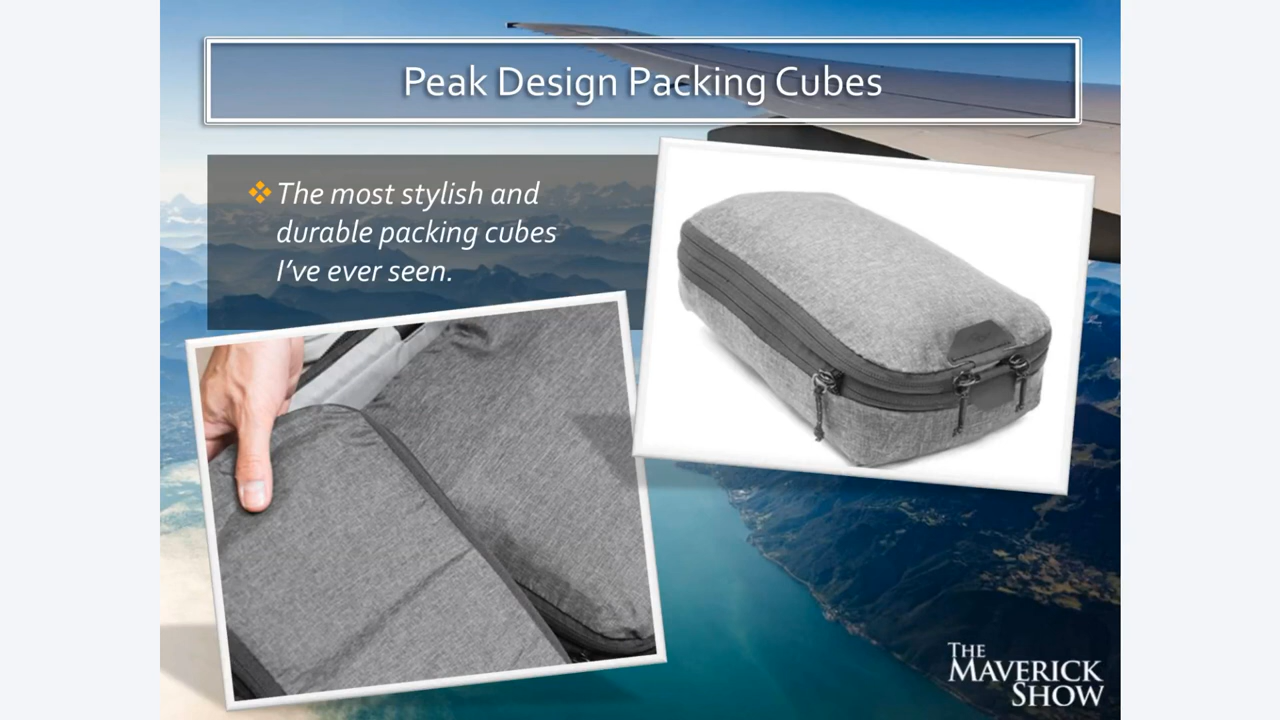 Peak Design Packing Cubes
❖ The most stylish and
durable packing cubes
I've ever seen.
THE
MAVERICK
SHOW